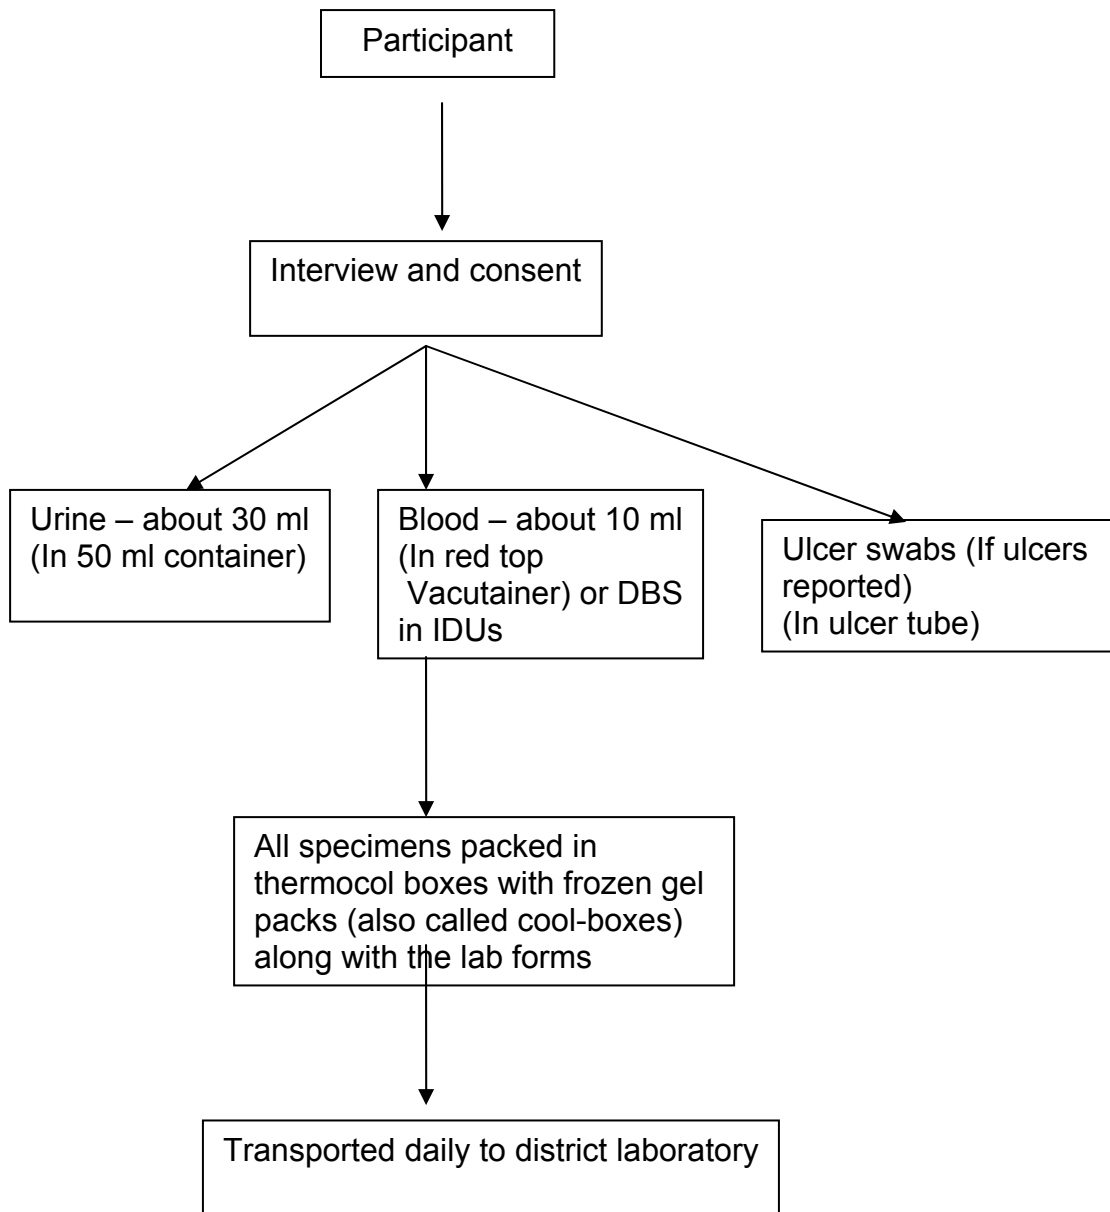 Participant
Interview and consent
Urine – about 30 ml
(In 50 ml container)
Blood – about 10 ml
(In red top
Vacutainer) or DBS
in IDUs
Ulcer swabs (If ulcers
reported)
(In ulcer tube)
All specimens packed in
thermocol boxes with frozen gel
packs (also called cool-boxes)
along with the lab forms
Transported daily to district laboratory